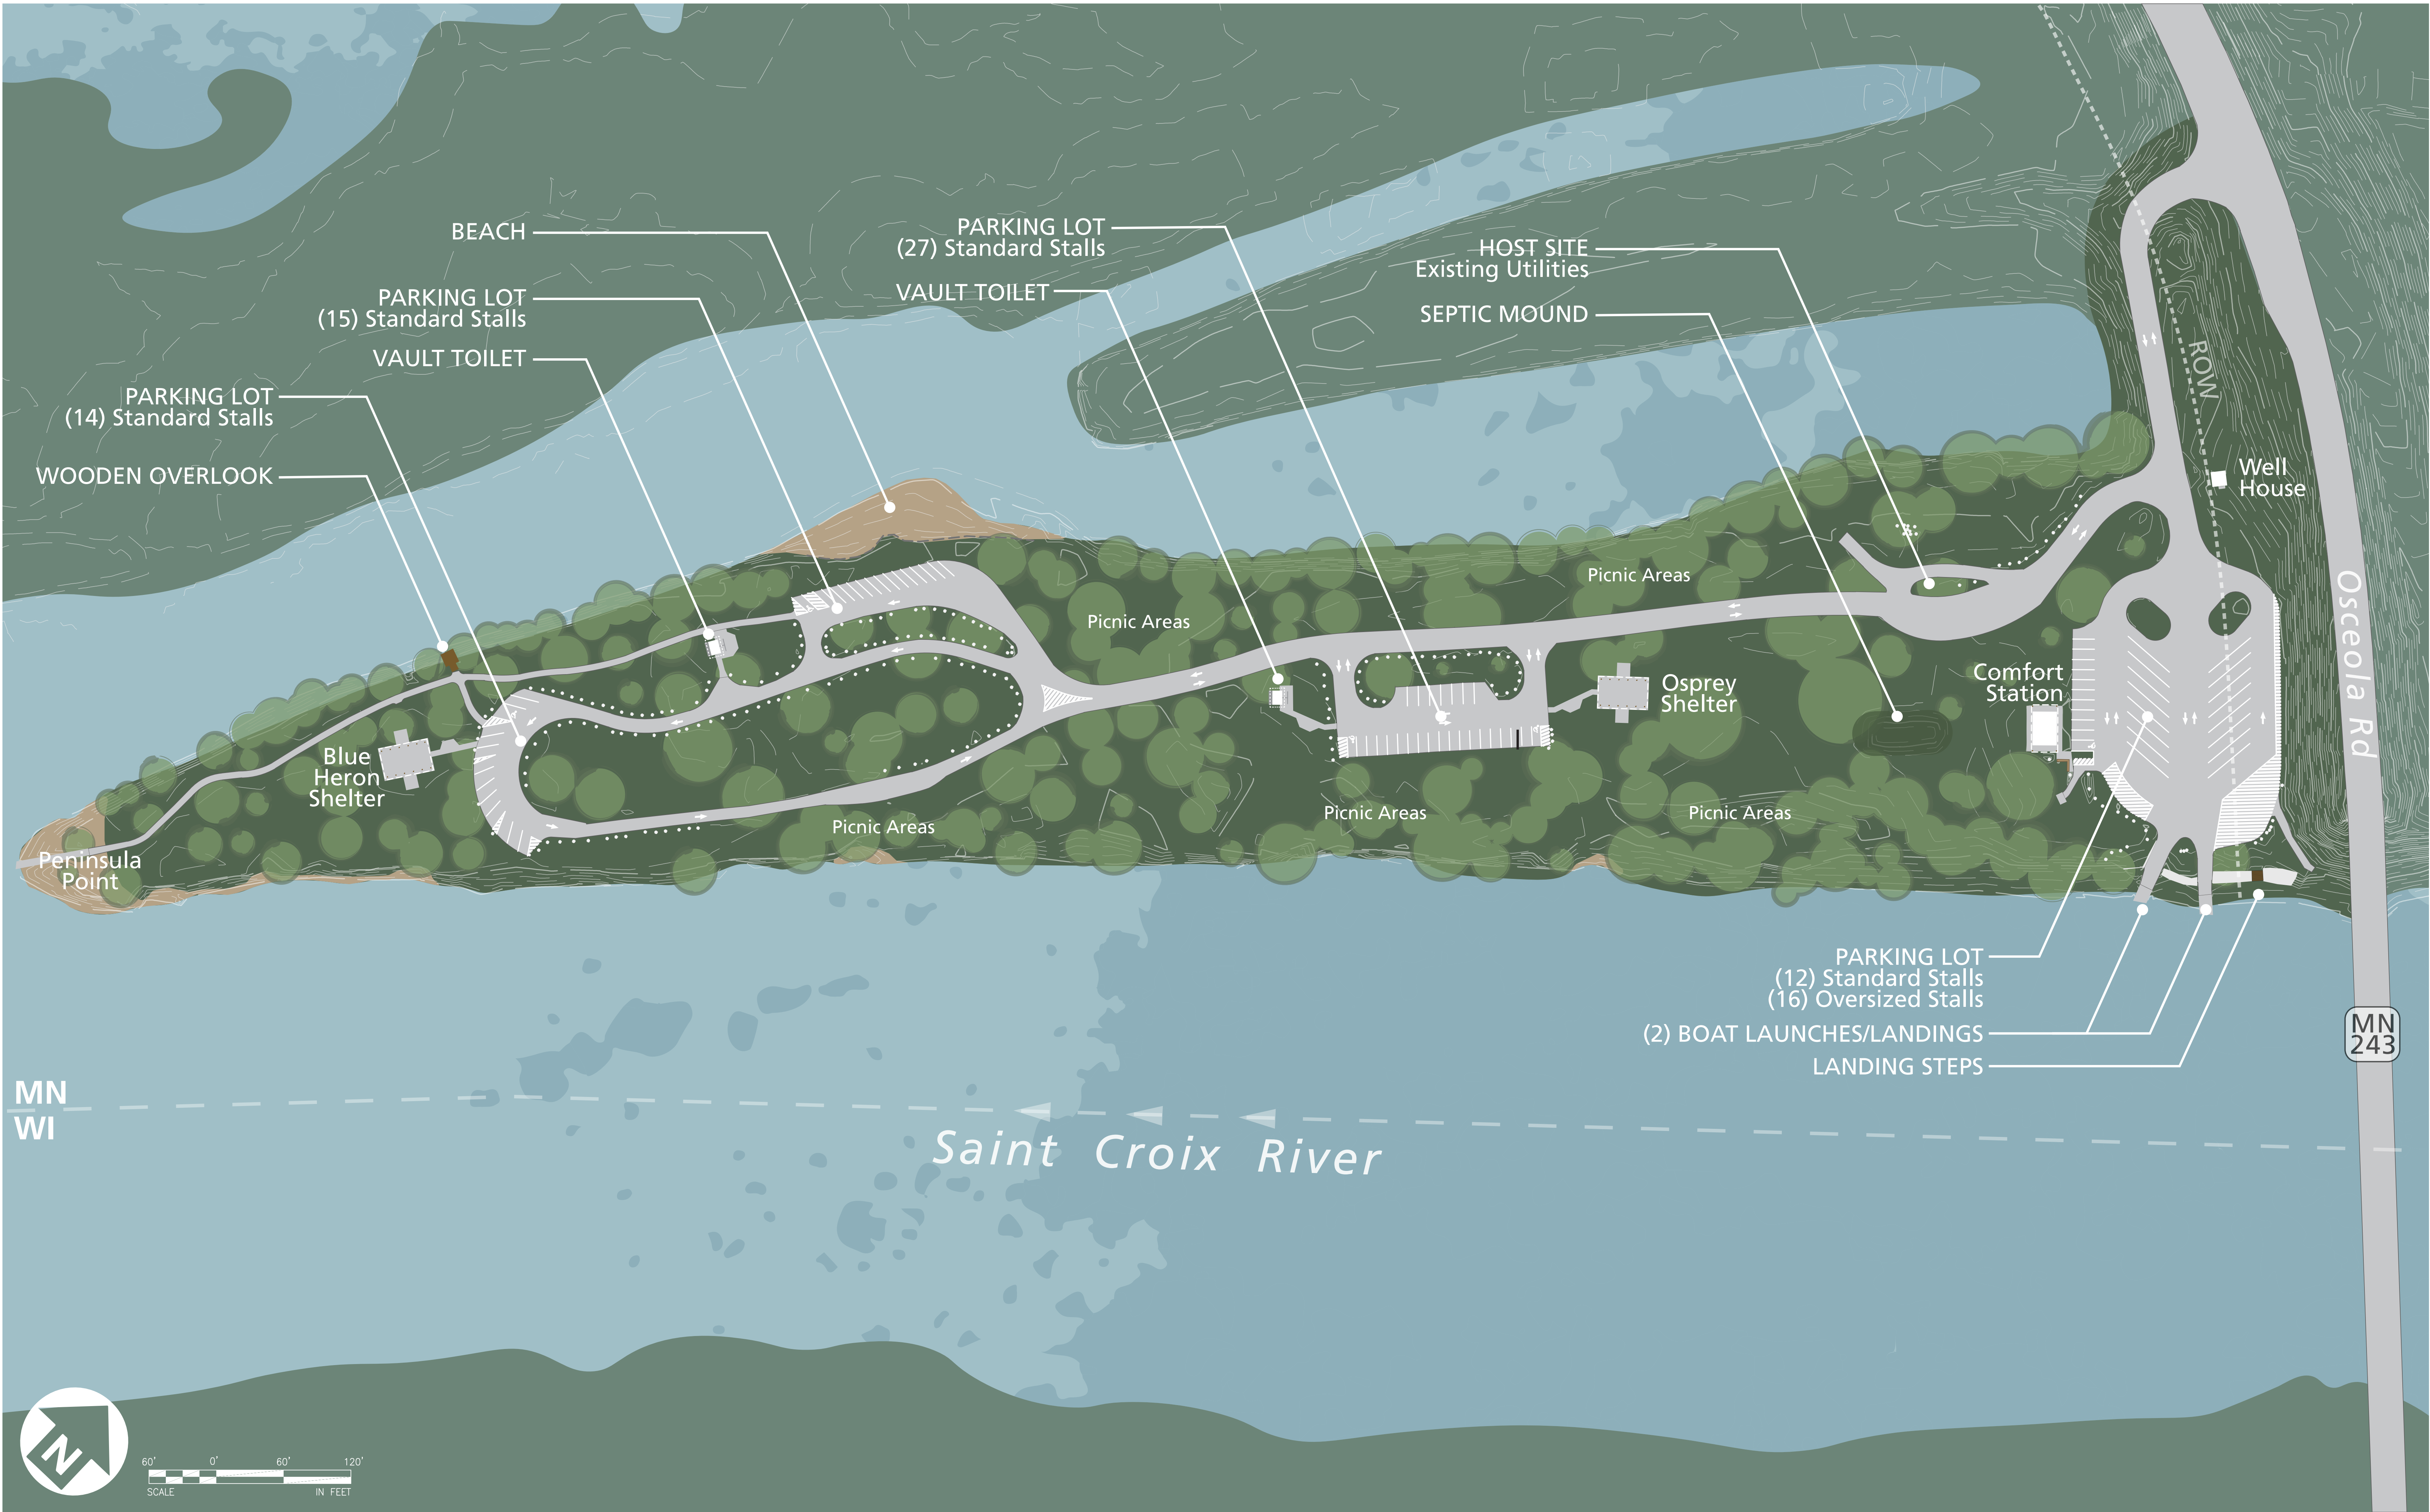 PARKING LOT
(27) Standard Stalls
BEACH
HOST SITE
Existing Utilities
VAULT TOILET
PARKING LOT
(15) Standard Stalls
SEPTIC MOUND
VAULT TOILET
ROW
PARKING LOT
(14) Standard Stalls
WOODEN OVERLOOK
Well
House
Picnic Areas
Picnic Areas
Osceola Rd
Comfort
Station
Osprey
Shelter
Blue
Heron
Shelter
Picnic Areas
Picnic Areas
Picnic Areas
Peninsula
Point
PARKING LOT
(12) Standard Stalls
(16) Oversized Stalls
(2) BOAT LAUNCHES/LANDINGS
LANDING STEPS
MN
243
MN
WI
Saint Croix River
N
60' 0' 60' 120'
SCALE IN FEET